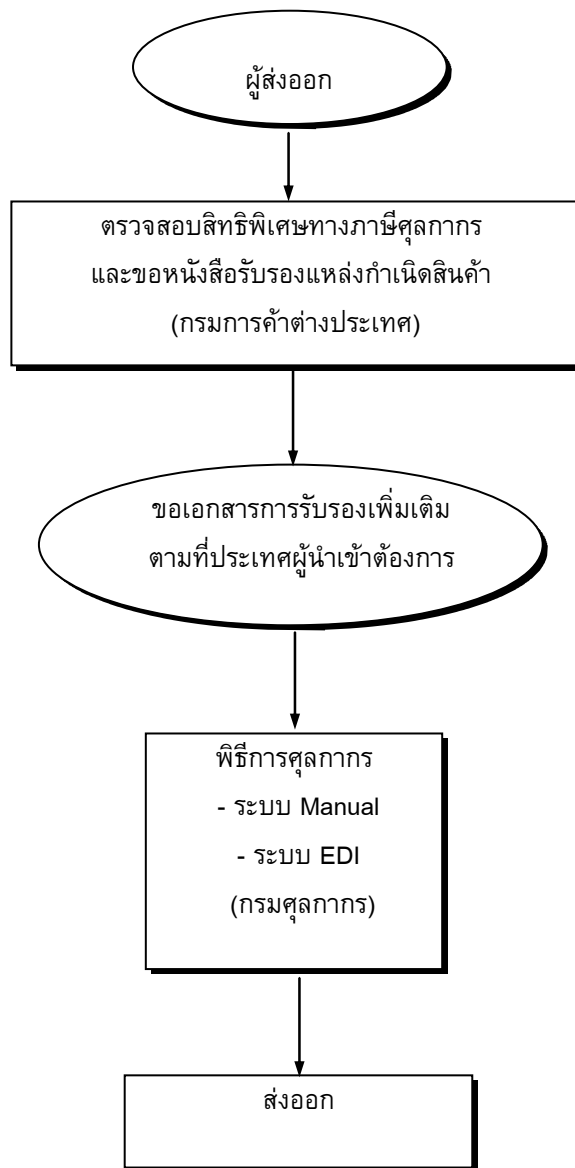 ผู้ส่งออก
ตรวจสอบสิทธิพิเศษทางภาษีศุลกากร
และขอหนังสือรับรองแหล่งกำเนิดสินค้า
(กรมการค้าต่างประเทศ)
ขอเอกสารการรับรองเพิ่มเติม
ตามที่ประเทศผู้นำเข้าต้องการ
พิธีการศุลกากร
- ระบบ Manual
- ระบบ EDI
(กรมศุลกากร)
ส่งออก